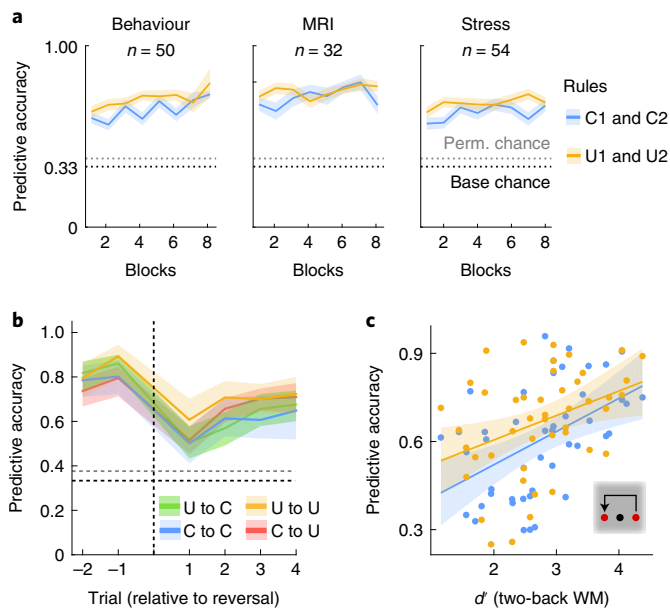 a
Behaviour
n = 50
MRI
n = 32
Stress
n = 54
Predictive accuracy
1.00
0.33
0
2 4 6 8
Blocks
2 4 6 8
Blocks
2 4 6 8
Blocks
Perm. chance
Base chance
Rules
C1 and C2
U1 and U2
b
Predictive accuracy
1.0
0.8
0.6
0.4
0.2
0
U to C
U to U
C to C
C to U
–2 –1 1 2 3 4
Trial (relative to reversal)
c
Predictive accuracy
0.9
0.6
0.3
2 3 4
d′ (two-back WM)